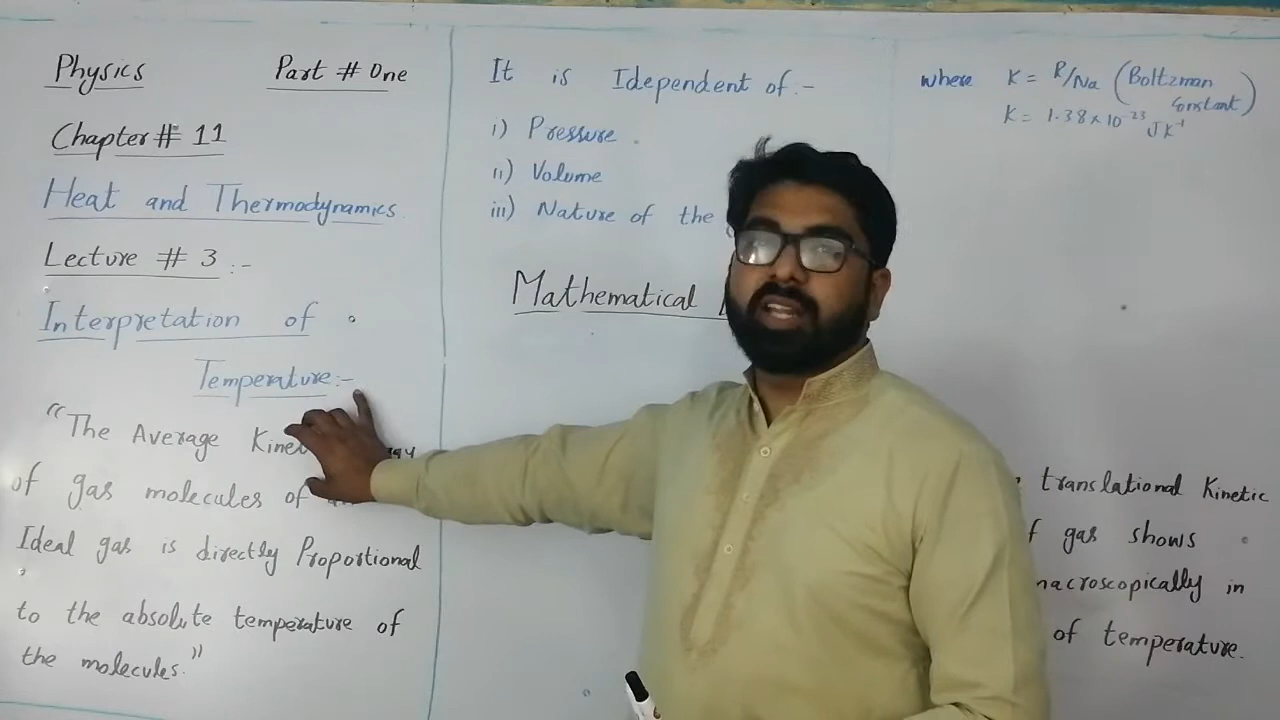 Physics Part # One
Chapter # 11
Heat and Thermodynamics
Lecture # 3 :-
Interpretation of
Temperature:-
"The Average
of gas molecules of
Ideal gas is directly Proportional
to the absolute temperature of
the molecules."
It is Idependent of:-
i) Pressure
ii) Volume
iii) Nature of the
Mathematical
where K = R/Na (Boltzman
Constant)
K = 1.38 × 10⁻²³ JK⁻¹
translational Kinetic
gas shows
macroscopically in
of temperature.